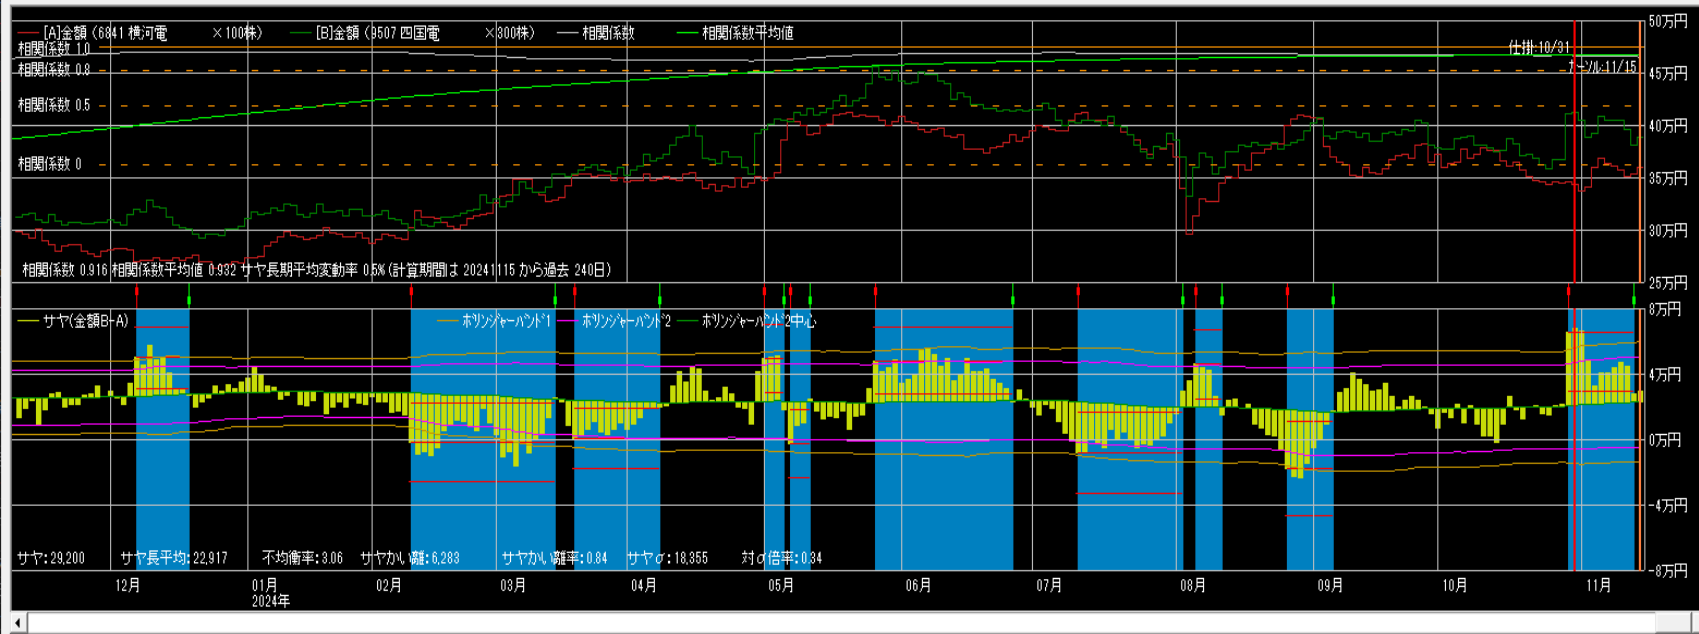 50万円
[A]金額 (6841 横河電 ×100株) [B]金額 (9507 四国電 ×300株) 相関係数 相関係数平均値
相関係数 1.0
仕掛:10/31
相関係数 0.8
カーソル:11/15
45万円
相関係数 0.5
40万円
相関係数 0
35万円
30万円
相関係数 0.916 相関係数平均値 0.932 サヤ長期平均変動率 0.5% (計算期間は 20241115 から過去 240日)
25万円
8万円
サヤ(金額B-A) ボリンジャーバンド1 ボリンジャーバンド2 ボリンジャーバンド2中心
4万円
0万円
-4万円
サヤ:29,200 サヤ長平均:22,917 不均衡率:3.06 サヤかい離:6,283 サヤかい離率:0.84 サヤσ:18,355 対σ倍率:0.34
-8万円
12月 01月 02月 03月 04月 05月 06月 07月 08月 09月 10月 11月
2024年